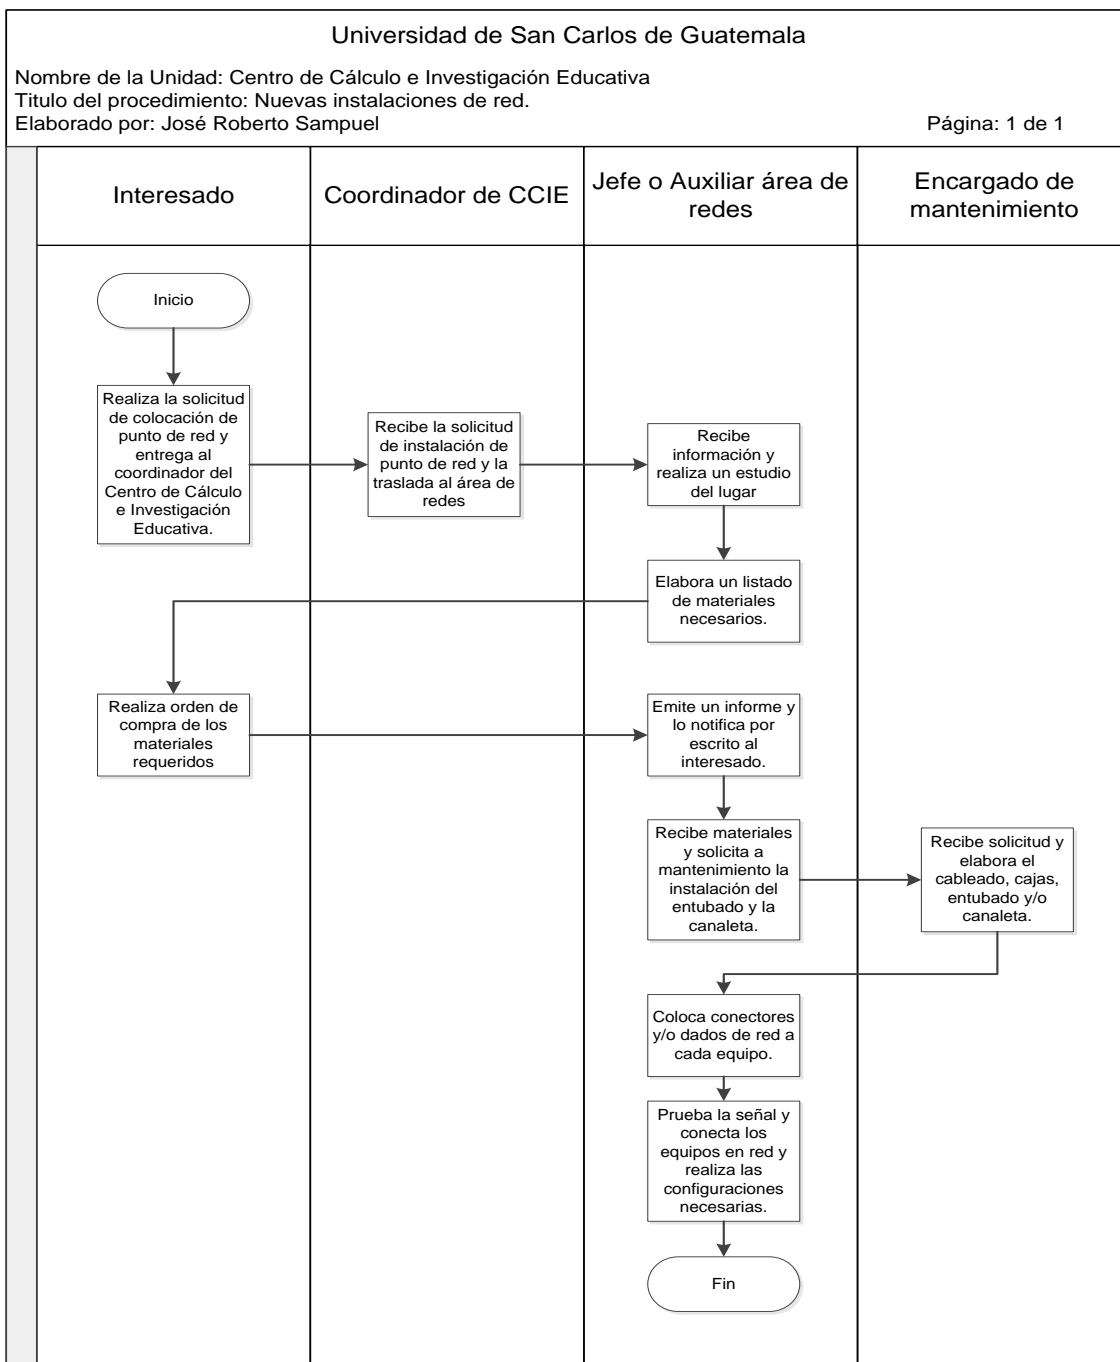 Universidad de San Carlos de Guatemala
Nombre de la Unidad: Centro de Cálculo e Investigación Educativa
Titulo del procedimiento: Nuevas instalaciones de red.
Elaborado por: José Roberto Sampuel
Página: 1 de 1
Interesado
Coordinador de CCIE
Jefe o Auxiliar área de
redes
Encargado de
mantenimiento
Inicio
Realiza la solicitud
de colocación de
punto de red y
entrega al
coordinador del
Centro de Cálculo
e Investigación
Educativa.
Recibe la solicitud
de instalación de
punto de red y la
traslada al área de
redes
Recibe
información y
realiza un estudio
del lugar
Elabora un listado
de materiales
necesarios.
Realiza orden de
compra de los
materiales
requeridos
Emite un informe y
lo notifica por
escrito al
interesado.
Recibe materiales
y solicita a
mantenimiento la
instalación del
entubado y la
canaleta.
Recibe solicitud y
elabora el
cableado, cajas,
entubado y/o
canaleta.
Coloca conectores
y/o dados de red a
cada equipo.
Prueba la señal y
conecta los
equipos en red y
realiza las
configuraciones
necesarias.
Fin